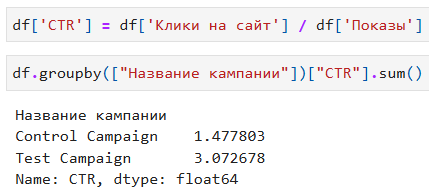 df['CTR'] = df['Клики на сайт'] / df['Показы']
df.groupby(["Название кампании"])["CTR"].sum()
Название кампании
Control Campaign    1.477803
Test Campaign       3.072678
Name: CTR, dtype: float64